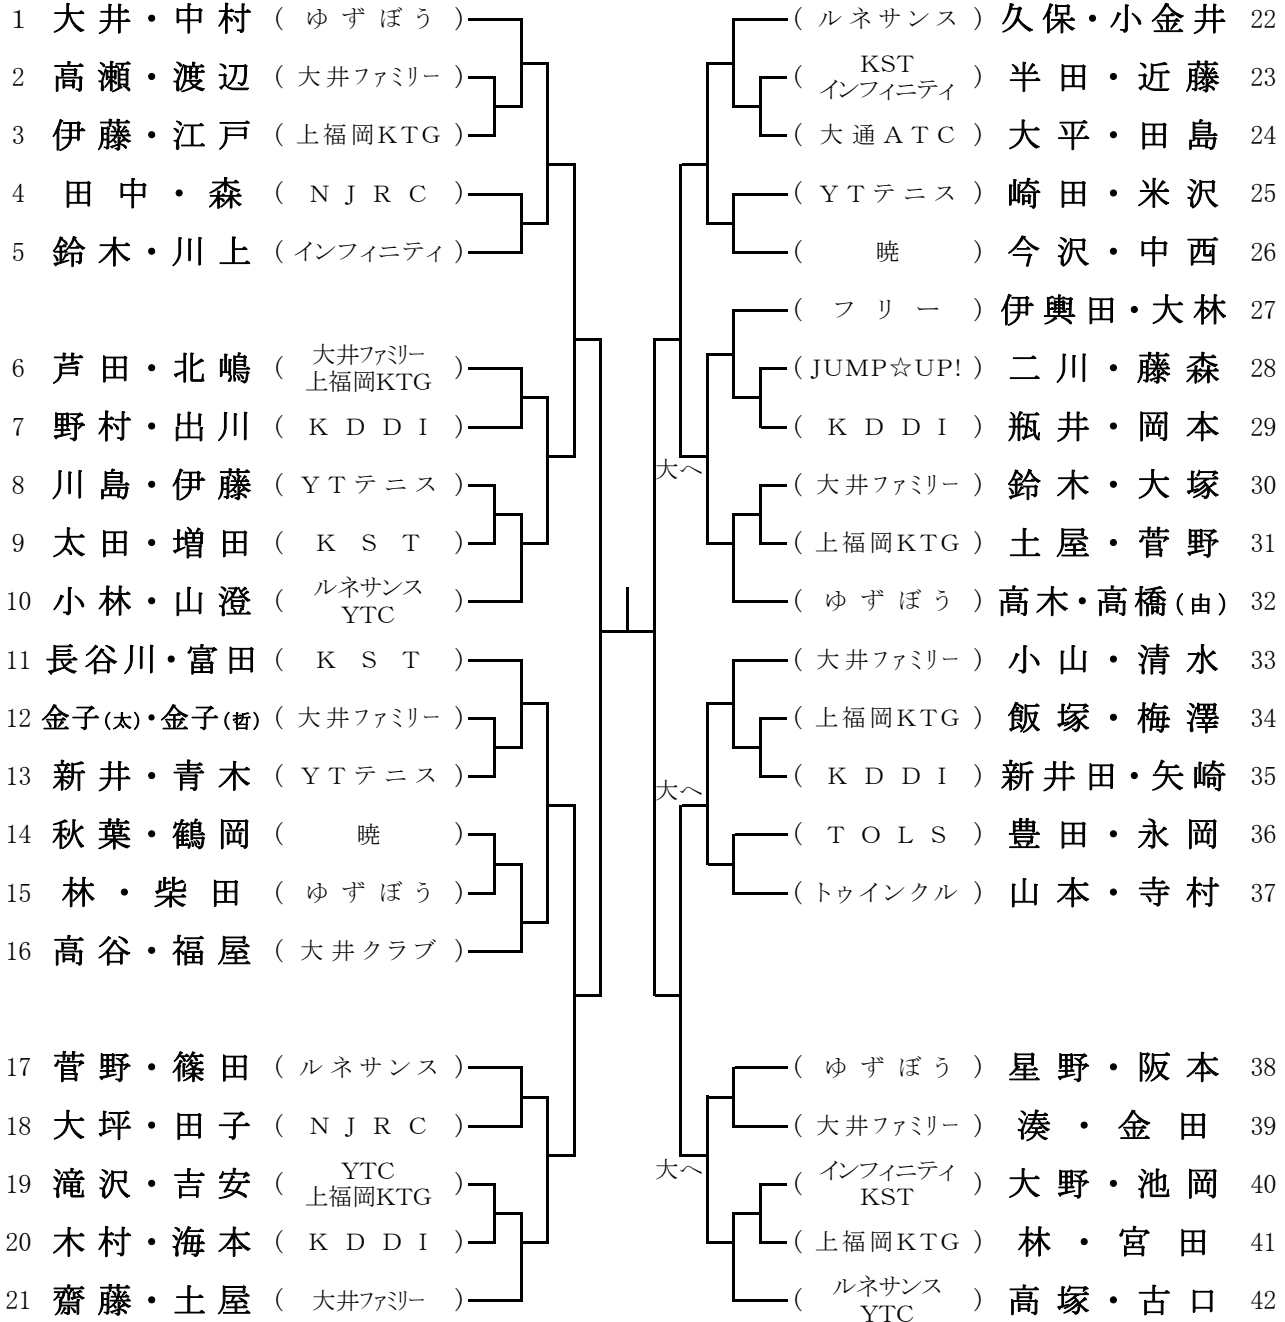 1 大井・中村 (ゆずぼう)
2 高瀬・渡辺 (大井ファミリー)
3 伊藤・江戸 (上福岡KTG)
4 田中・森 (NJRC)
5 鈴木・川上 (インフィニティ)
6 芦田・北嶋 (大井ファミリー
上福岡KTG)
7 野村・出川 (KDDI)
8 川島・伊藤 (YTテニス)
9 太田・増田 (KST)
10 小林・山澄 (ルネサンス
YTC)
11 長谷川・富田 (KST)
12 金子(太)・金子(哲) (大井ファミリー)
13 新井・青木 (YTテニス)
14 秋葉・鶴岡 (暁)
15 林・柴田 (ゆずぼう)
16 高谷・福屋 (大井クラブ)
17 菅野・篠田 (ルネサンス)
18 大坪・田子 (NJRC)
19 滝沢・吉安 (YTC
上福岡KTG)
20 木村・海本 (KDDI)
21 齋藤・土屋 (大井ファミリー)
(ルネサンス) 久保・小金井 22
(KST
インフィニティ) 半田・近藤 23
(大通ATC) 大平・田島 24
(YTテニス) 崎田・米沢 25
(暁) 今沢・中西 26
(フリー) 伊輿田・大林 27
(JUMP☆UP!) 二川・藤森 28
(KDDI) 瓶井・岡本 29
大へ
(大井ファミリー) 鈴木・大塚 30
(上福岡KTG) 土屋・菅野 31
(ゆずぼう) 高木・高橋(由) 32
(大井ファミリー) 小山・清水 33
(上福岡KTG) 飯塚・梅澤 34
(KDDI) 新井田・矢崎 35
大へ
(TOLS) 豊田・永岡 36
(トゥインクル) 山本・寺村 37
(ゆずぼう) 星野・阪本 38
(大井ファミリー) 湊・金田 39
大へ
(インフィニティ
KST) 大野・池岡 40
(上福岡KTG) 林・宮田 41
(ルネサンス
YTC) 高塚・古口 42